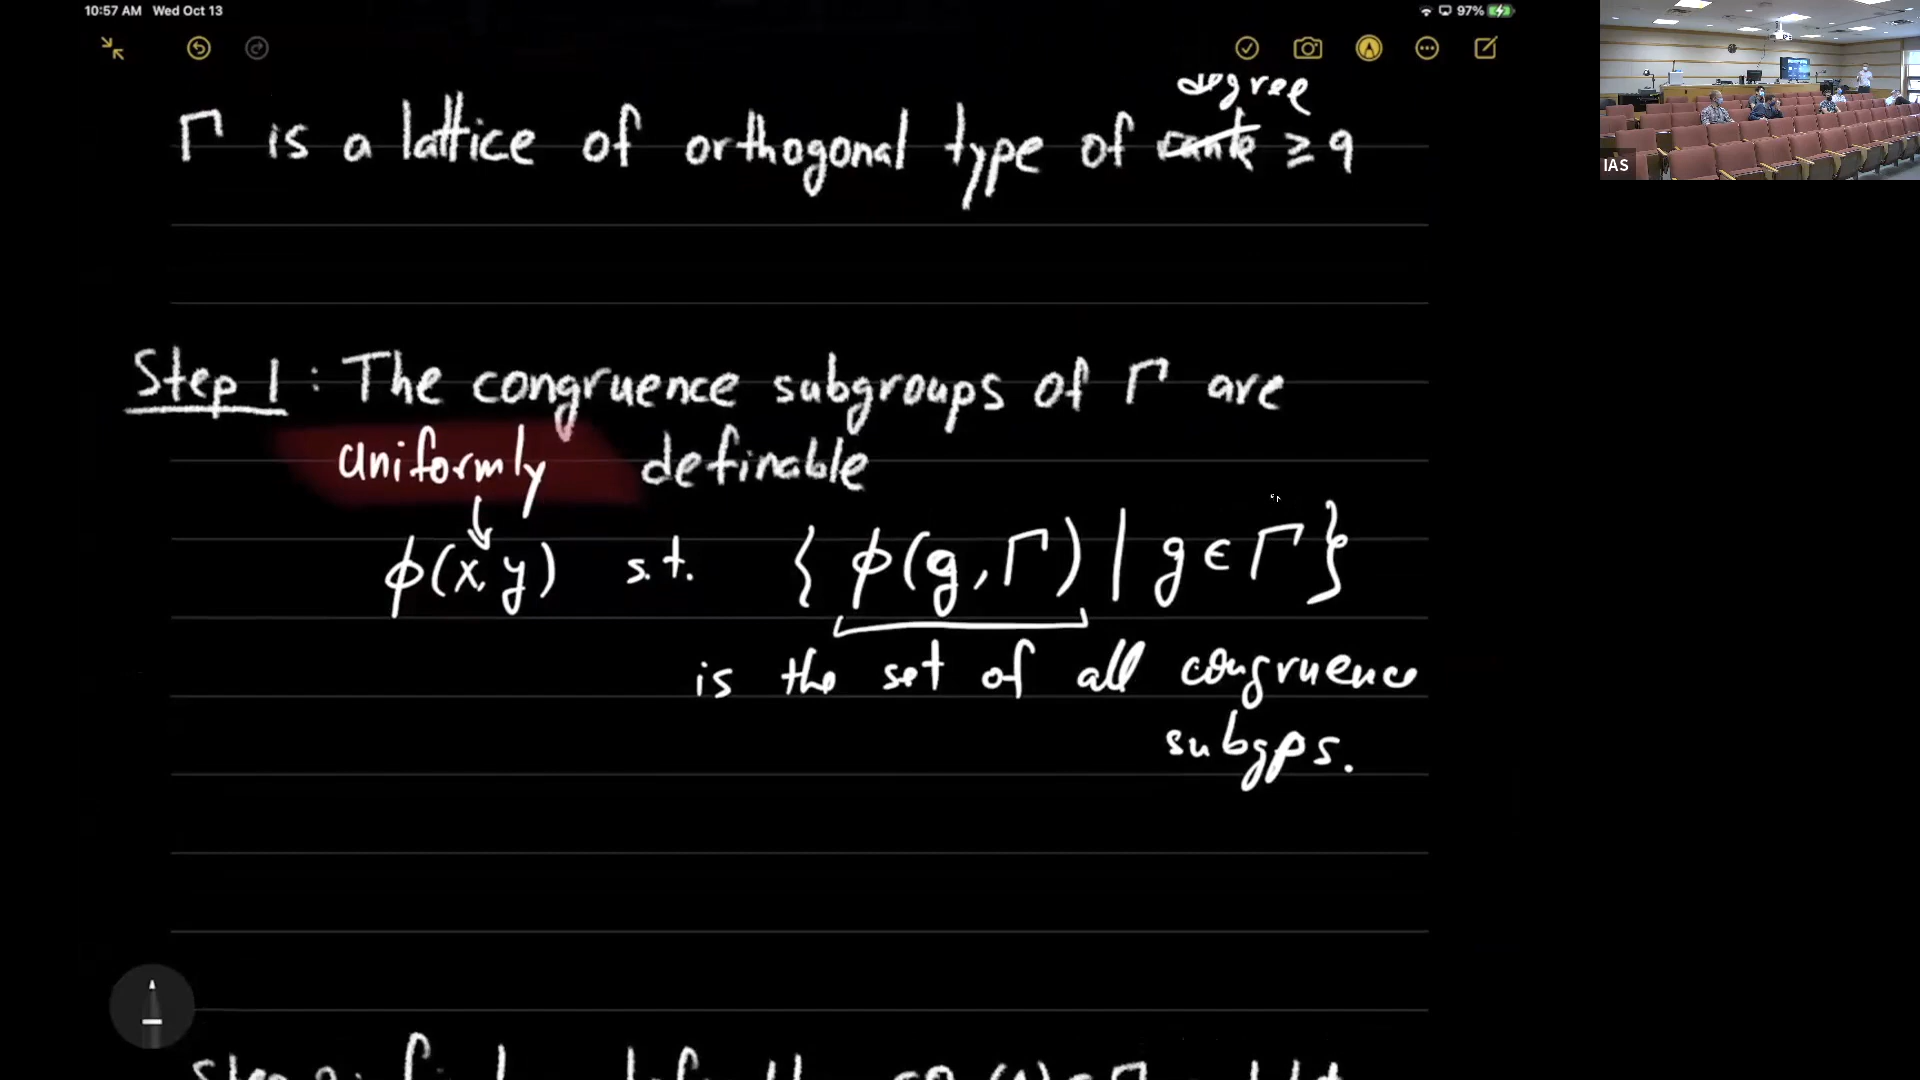 10:57 AM Wed Oct 13
97%
degree
Γ is a lattice of orthogonal type of rank ≥ 9
IAS
Step 1 : The congruence subgroups of Γ are
uniformly definable
ϕ(x,y) s.t. { ϕ(g,Γ) | g ∈ Γ }
is the set of all congruence
subgps.